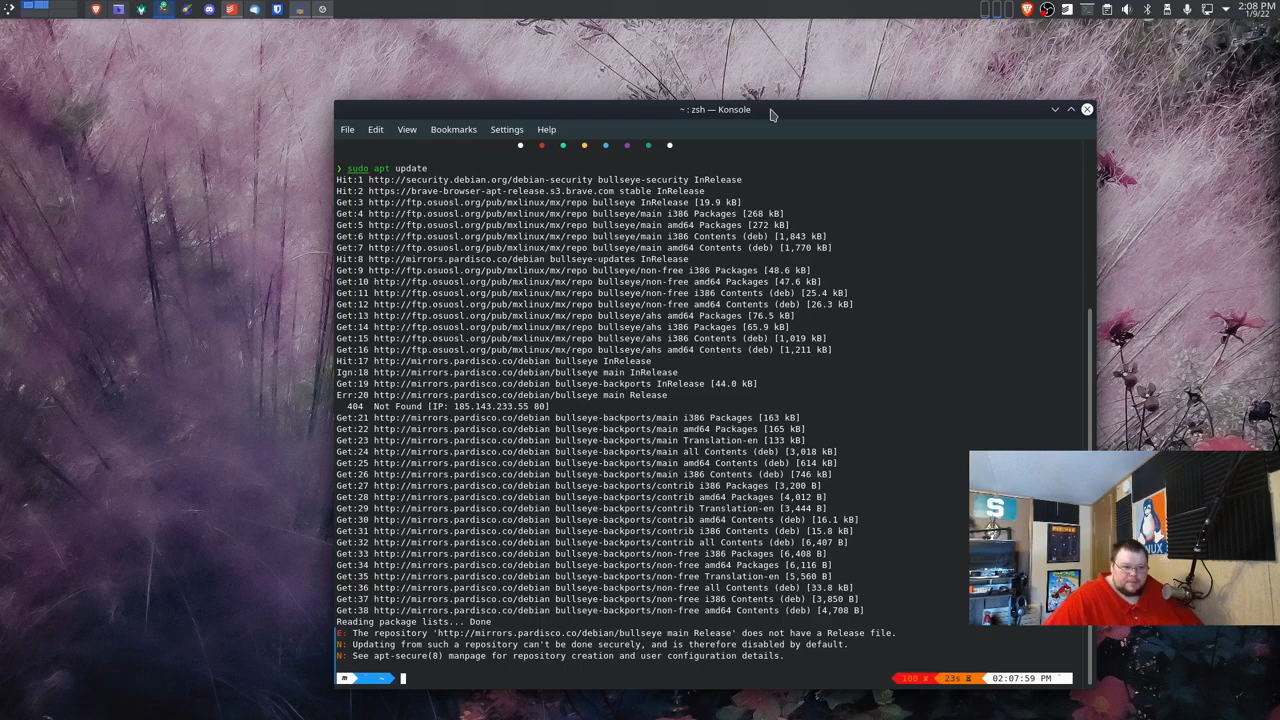 2:08 PM
1/9/22
~ : zsh — Konsole
File Edit View Bookmarks Settings Help
❯ sudo apt update
Hit:1 http://security.debian.org/debian-security bullseye-security InRelease
Hit:2 https://brave-browser-apt-release.s3.brave.com stable InRelease
Get:3 http://ftp.osuosl.org/pub/mxlinux/mx/repo bullseye InRelease [19.9 kB]
Get:4 http://ftp.osuosl.org/pub/mxlinux/mx/repo bullseye/main i386 Packages [268 kB]
Get:5 http://ftp.osuosl.org/pub/mxlinux/mx/repo bullseye/main amd64 Packages [272 kB]
Get:6 http://ftp.osuosl.org/pub/mxlinux/mx/repo bullseye/main i386 Contents (deb) [1,843 kB]
Get:7 http://ftp.osuosl.org/pub/mxlinux/mx/repo bullseye/main amd64 Contents (deb) [1,770 kB]
Hit:8 http://mirrors.pardisco.co/debian bullseye-updates InRelease
Get:9 http://ftp.osuosl.org/pub/mxlinux/mx/repo bullseye/non-free i386 Packages [48.6 kB]
Get:10 http://ftp.osuosl.org/pub/mxlinux/mx/repo bullseye/non-free amd64 Packages [47.6 kB]
Get:11 http://ftp.osuosl.org/pub/mxlinux/mx/repo bullseye/non-free i386 Contents (deb) [25.4 kB]
Get:12 http://ftp.osuosl.org/pub/mxlinux/mx/repo bullseye/non-free amd64 Contents (deb) [26.3 kB]
Get:13 http://ftp.osuosl.org/pub/mxlinux/mx/repo bullseye/ahs amd64 Packages [76.5 kB]
Get:14 http://ftp.osuosl.org/pub/mxlinux/mx/repo bullseye/ahs i386 Packages [65.9 kB]
Get:15 http://ftp.osuosl.org/pub/mxlinux/mx/repo bullseye/ahs i386 Contents (deb) [1,019 kB]
Get:16 http://ftp.osuosl.org/pub/mxlinux/mx/repo bullseye/ahs amd64 Contents (deb) [1,211 kB]
Hit:17 http://mirrors.pardisco.co/debian bullseye InRelease
Ign:18 http://mirrors.pardisco.co/debian/bullseye main InRelease
Get:19 http://mirrors.pardisco.co/debian bullseye-backports InRelease [44.0 kB]
Err:20 http://mirrors.pardisco.co/debian/bullseye main Release
404  Not Found [IP: 185.143.233.55 80]
Get:21 http://mirrors.pardisco.co/debian bullseye-backports/main i386 Packages [163 kB]
Get:22 http://mirrors.pardisco.co/debian bullseye-backports/main amd64 Packages [165 kB]
Get:23 http://mirrors.pardisco.co/debian bullseye-backports/main Translation-en [133 kB]
Get:24 http://mirrors.pardisco.co/debian bullseye-backports/main all Contents (deb) [3,018 kB]
Get:25 http://mirrors.pardisco.co/debian bullseye-backports/main amd64 Contents (deb) [614 kB]
Get:26 http://mirrors.pardisco.co/debian bullseye-backports/main i386 Contents (deb) [746 kB]
Get:27 http://mirrors.pardisco.co/debian bullseye-backports/contrib i386 Packages [3,200 B]
Get:28 http://mirrors.pardisco.co/debian bullseye-backports/contrib amd64 Packages [4,012 B]
Get:29 http://mirrors.pardisco.co/debian bullseye-backports/contrib Translation-en [3,444 B]
Get:30 http://mirrors.pardisco.co/debian bullseye-backports/contrib amd64 Contents (deb) [16.1 kB]
Get:31 http://mirrors.pardisco.co/debian bullseye-backports/contrib i386 Contents (deb) [15.8 kB]
Get:32 http://mirrors.pardisco.co/debian bullseye-backports/contrib all Contents (deb) [6,407 B]
Get:33 http://mirrors.pardisco.co/debian bullseye-backports/non-free i386 Packages [6,408 B]
Get:34 http://mirrors.pardisco.co/debian bullseye-backports/non-free amd64 Packages [6,116 B]
Get:35 http://mirrors.pardisco.co/debian bullseye-backports/non-free Translation-en [5,560 B]
Get:36 http://mirrors.pardisco.co/debian bullseye-backports/non-free all Contents (deb) [33.8 kB]
Get:37 http://mirrors.pardisco.co/debian bullseye-backports/non-free i386 Contents (deb) [3,850 B]
Get:38 http://mirrors.pardisco.co/debian bullseye-backports/non-free amd64 Contents (deb) [4,708 B]
Reading package lists... Done
E: The repository 'http://mirrors.pardisco.co/debian/bullseye main Release' does not have a Release file.
N: Updating from such a repository can't be done securely, and is therefore disabled by default.
N: See apt-secure(8) manpage for repository creation and user configuration details.
m ~ 100 ✘ 23s 02:07:59 PM
S